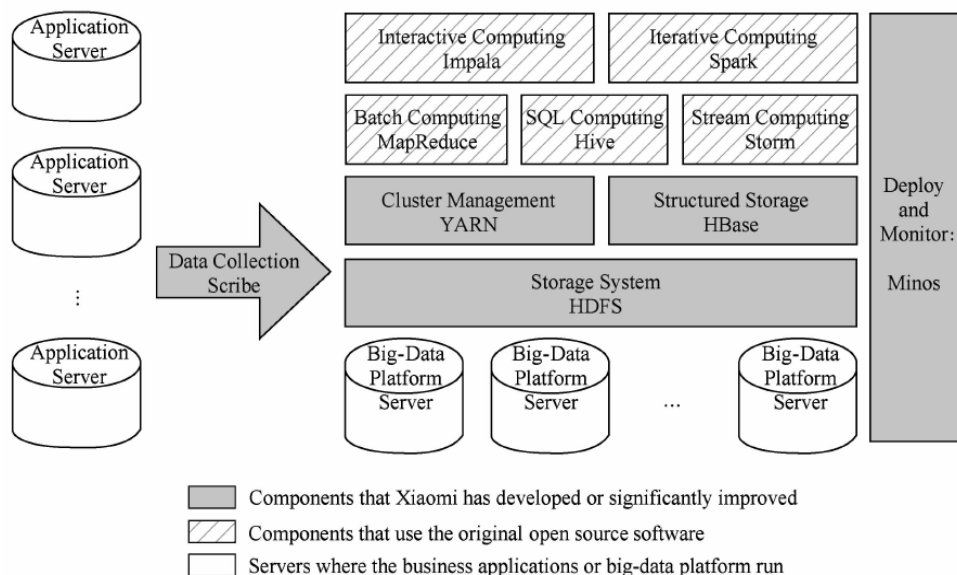 Application
Server
Application
Server
⋮
Application
Server
Data Collection
Scribe
Interactive Computing
Impala
Iterative Computing
Spark
Batch Computing
MapReduce
SQL Computing
Hive
Stream Computing
Storm
Cluster Management
YARN
Structured Storage
HBase
Storage System
HDFS
Big-Data
Platform
Server
Big-Data
Platform
Server
...
Big-Data
Platform
Server
Deploy
and
Monitor:
Minos
Components that Xiaomi has developed or significantly improved
Components that use the original open source software
Servers where the business applications or big-data platform run